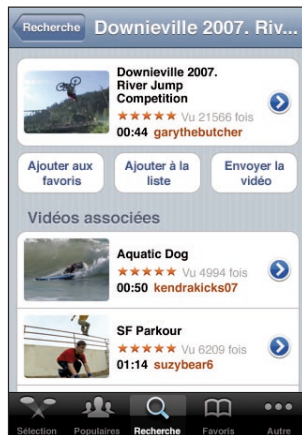 Recherche Downieville 2007. Riv...
Downieville 2007.
River Jump
Competition
★★★★★ Vu 21566 fois
00:44 garythebutcher
Ajouter aux favoris
Ajouter à la liste
Envoyer la vidéo
Vidéos associées
Aquatic Dog
★★★★★ Vu 4994 fois
00:50 kendrakicks07
SF Parkour
★★★★★ Vu 6209 fois
01:14 suzybear6
Sélection Populaires Recherche Favoris Autre